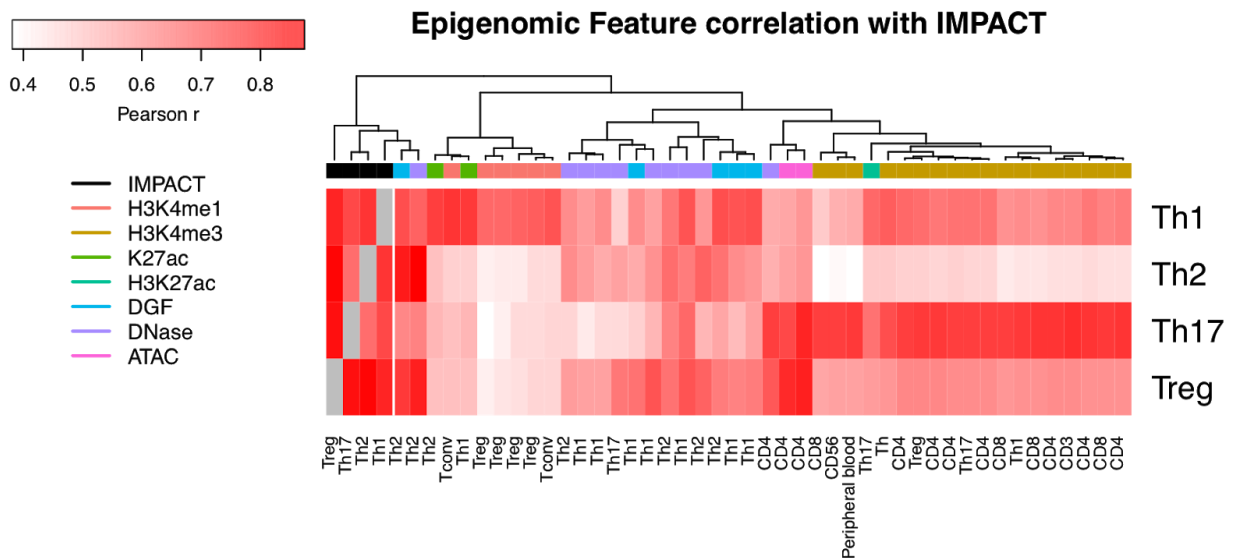 Epigenomic Feature correlation with IMPACT
0.4 0.5 0.6 0.7 0.8
Pearson r
IMPACT
H3K4me1
H3K4me3
K27ac
H3K27ac
DGF
DNase
ATAC
Th1
Th2
Th17
Treg
Treg
Th17
Th2
Th1
Th2
Th2
Th2
Tconv
Th1
Treg
Treg
Treg
Treg
Tconv
Th2
Th1
Th1
Th17
Th1
Th1
Th2
Th1
Th2
Th2
Th1
Th1
CD4
CD4
CD4
CD8
CD56
Peripheral blood
Th17
Th
CD4
Treg
CD4
CD4
Th17
CD4
CD8
Th1
CD8
CD4
CD3
CD4
CD8
CD4